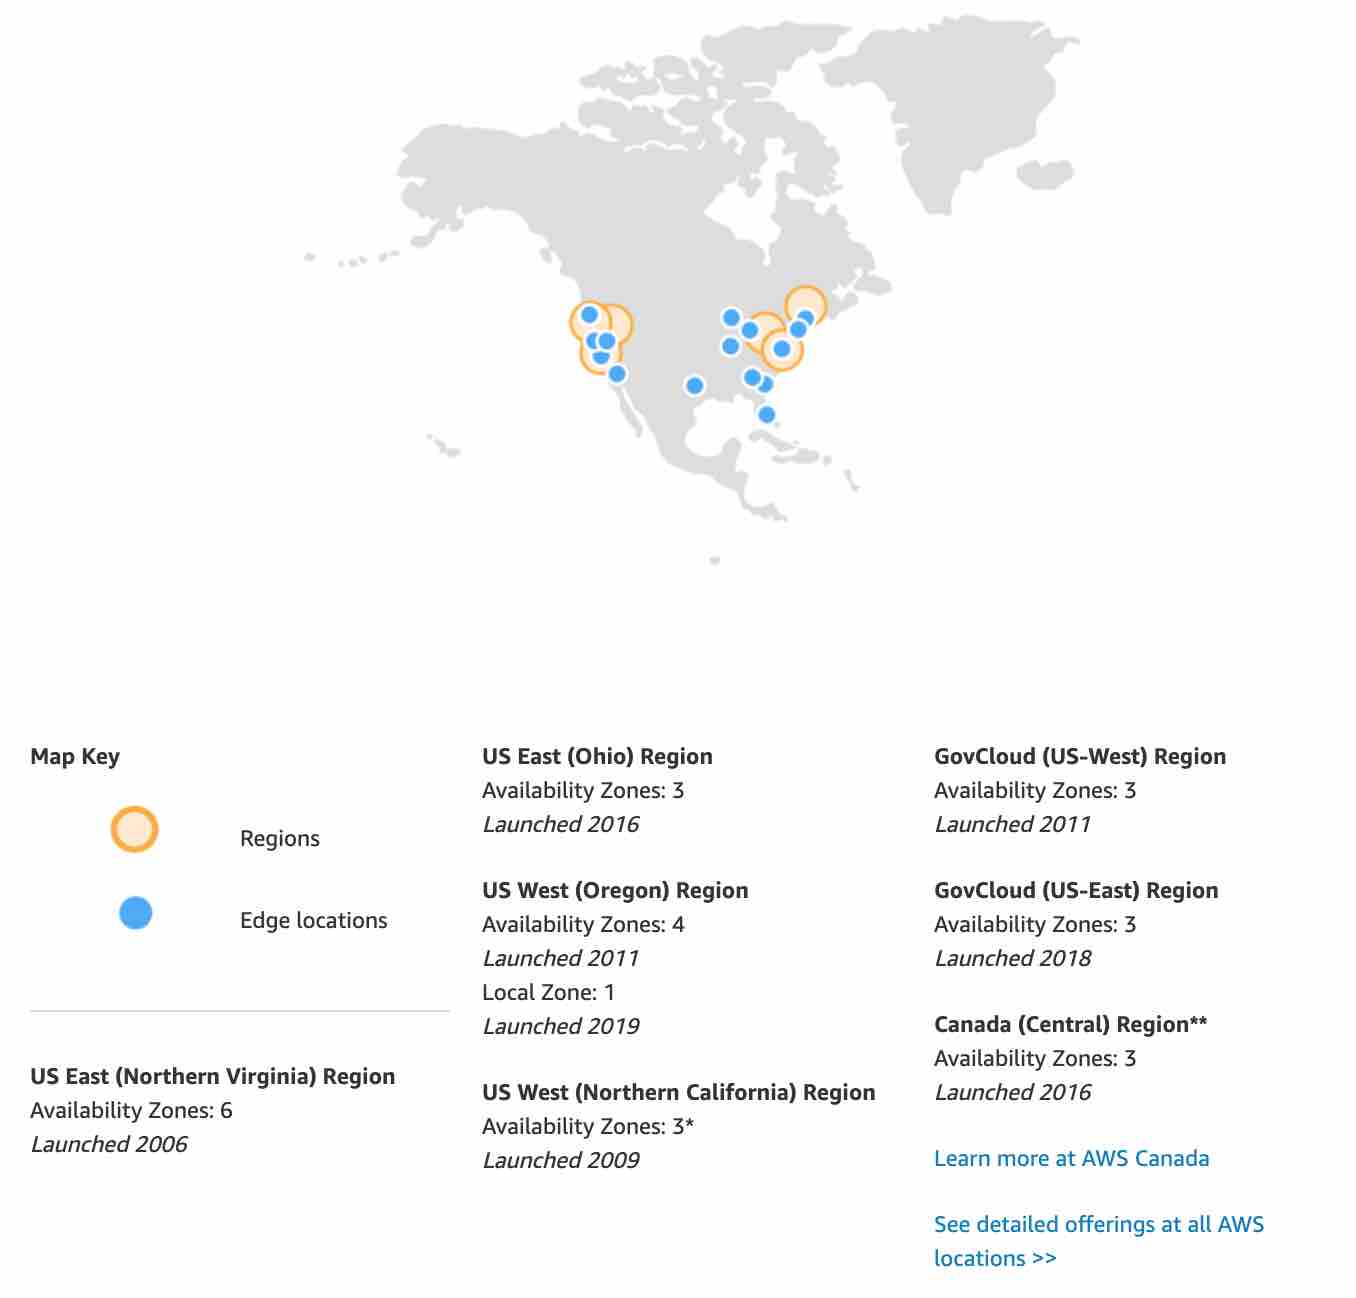 Map Key
Regions
Edge locations
US East (Northern Virginia) Region
Availability Zones: 6
Launched 2006
US East (Ohio) Region
Availability Zones: 3
Launched 2016
US West (Oregon) Region
Availability Zones: 4
Launched 2011
Local Zone: 1
Launched 2019
US West (Northern California) Region
Availability Zones: 3*
Launched 2009
GovCloud (US-West) Region
Availability Zones: 3
Launched 2011
GovCloud (US-East) Region
Availability Zones: 3
Launched 2018
Canada (Central) Region**
Availability Zones: 3
Launched 2016
Learn more at AWS Canada
See detailed offerings at all AWS
locations >>